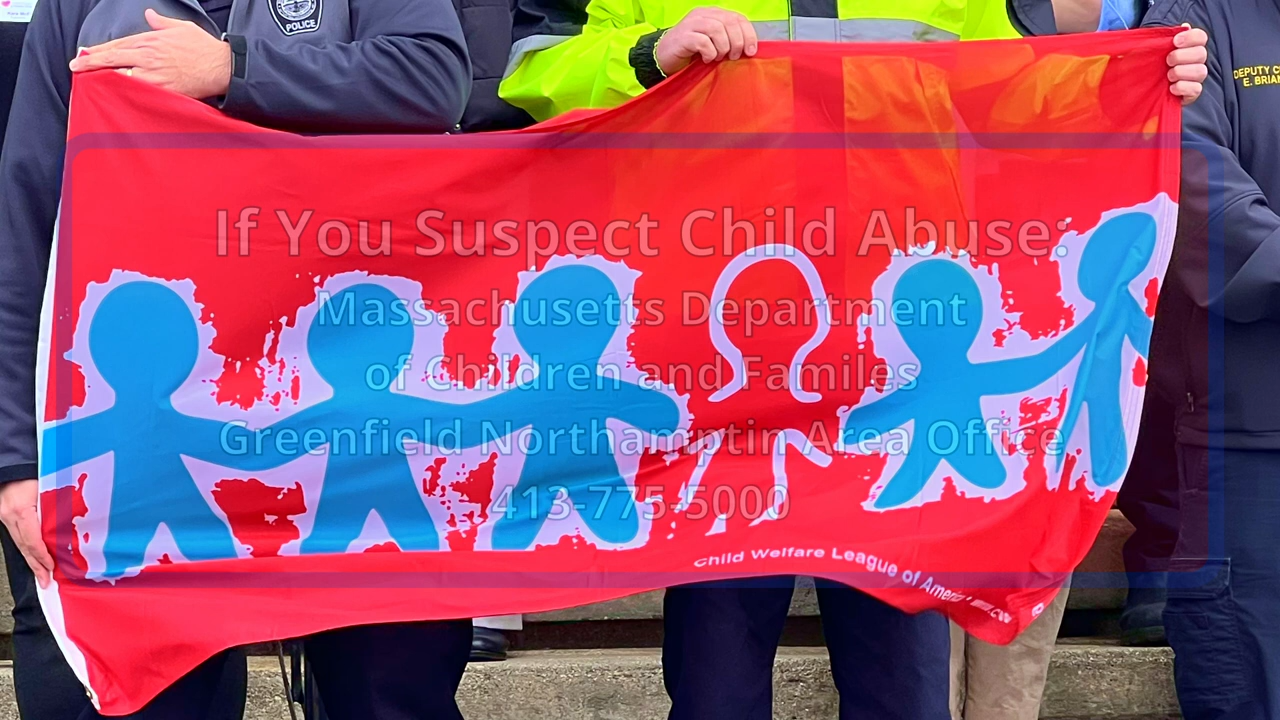 POLICE
DEPUTY
If You Suspect Child Abuse:
Massachusetts Department
of Children and Familes
Greenfield Northamptin Area Office
413-775-5000
Child Welfare League of America